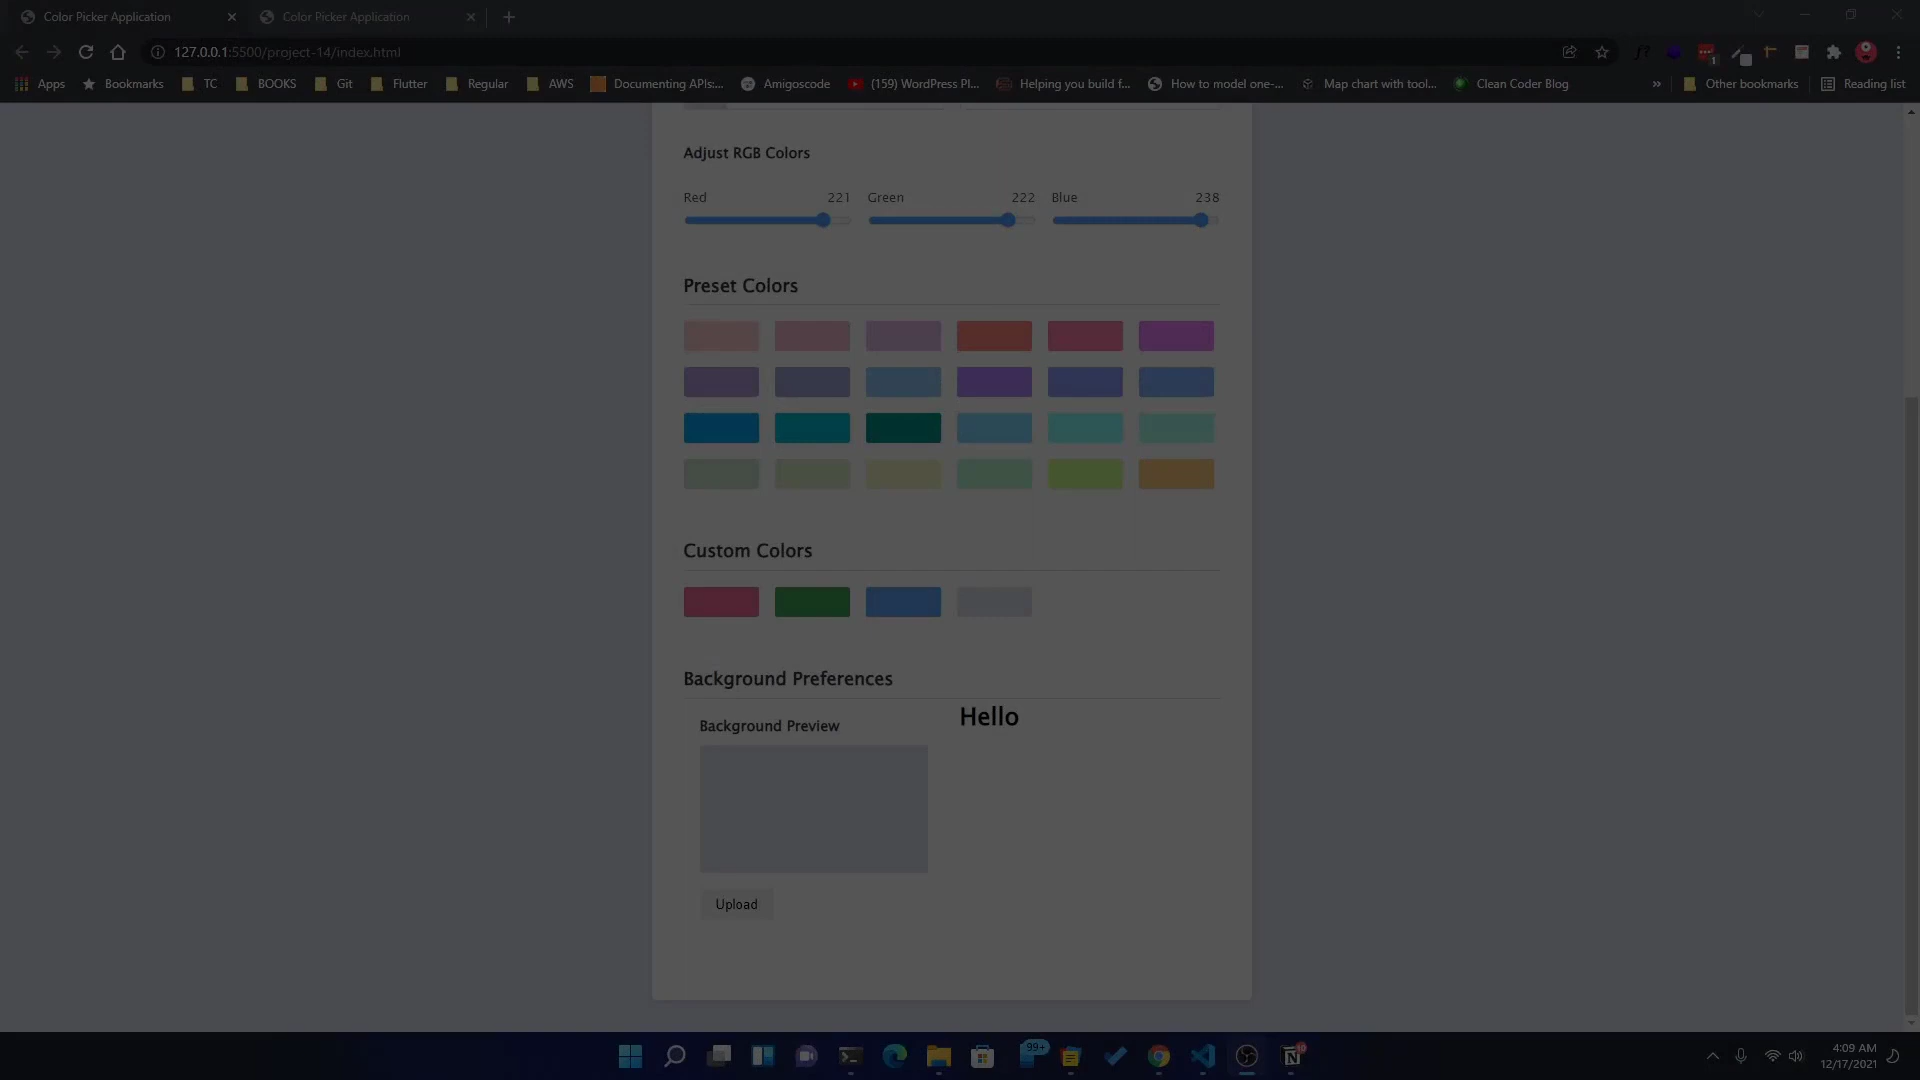 Color Picker Application
Color Picker Application
127.0.0.1:5500/project-14/index.html
f?
1
Apps
Bookmarks
TC
BOOKS
Git
Flutter
Regular
AWS
Documenting APIs:...
Amigoscode
(159) WordPress Pl...
Helping you build f...
How to model one-...
Map chart with tool...
Clean Coder Blog
»
Other bookmarks
Reading list
Adjust RGB Colors
Red 221 Green 222 Blue 238
Preset Colors
Custom Colors
Background Preferences
Background Preview
Hello
Upload
99+
10
4:09 AM
12/17/2021